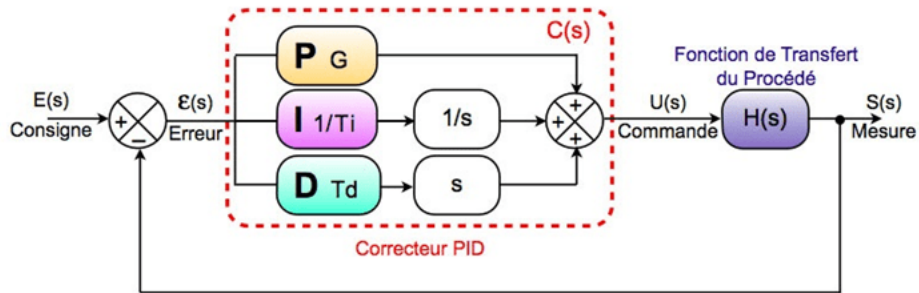 C(s)
P G
Fonction de Transfert
du Procédé
E(s)
Consigne
+
−
ε(s)
Erreur
I 1/Ti
1/s
+
+
+
U(s)
Commande
H(s)
S(s)
Mesure
D Td
s
Correcteur PID